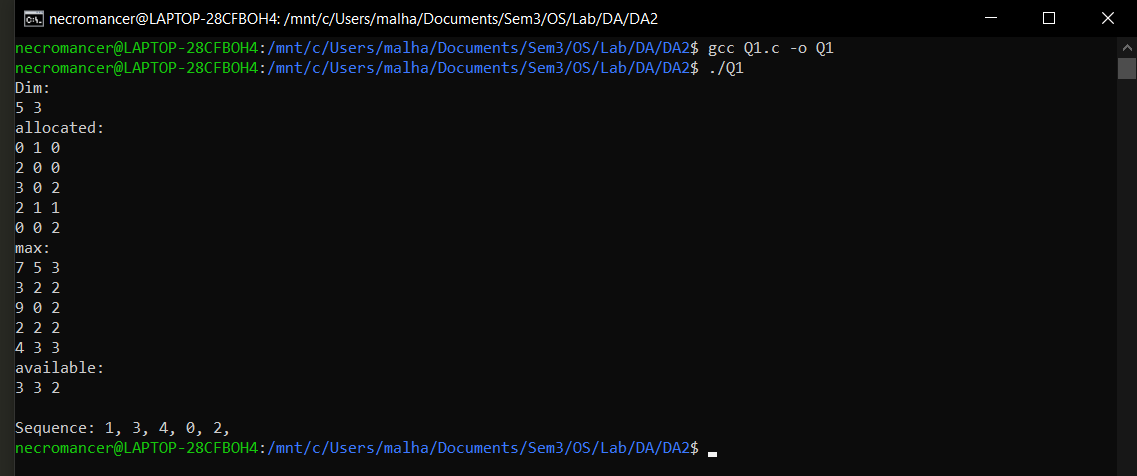 necromancer@LAPTOP-28CFBOH4: /mnt/c/Users/malha/Documents/Sem3/OS/Lab/DA/DA2
necromancer@LAPTOP-28CFBOH4:/mnt/c/Users/malha/Documents/Sem3/OS/Lab/DA/DA2$ gcc Q1.c -o Q1
necromancer@LAPTOP-28CFBOH4:/mnt/c/Users/malha/Documents/Sem3/OS/Lab/DA/DA2$ ./Q1
Dim:
5 3
allocated:
0 1 0
2 0 0
3 0 2
2 1 1
0 0 2
max:
7 5 3
3 2 2
9 0 2
2 2 2
4 3 3
available:
3 3 2
Sequence: 1, 3, 4, 0, 2,
necromancer@LAPTOP-28CFBOH4:/mnt/c/Users/malha/Documents/Sem3/OS/Lab/DA/DA2$